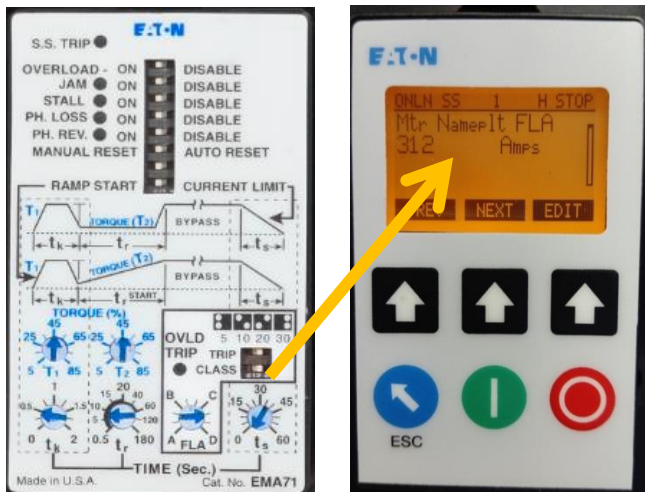 E·T·N
S.S. TRIP
OVERLOAD - ON DISABLE
JAM ON DISABLE
STALL ON DISABLE
PH. LOSS ON DISABLE
PH. REV. ON DISABLE
MANUAL RESET AUTO RESET
RAMP START CURRENT LIMIT
T1 TORQUE (T2) BYPASS
tk tr ts
T1 TORQUE (T2) BYPASS
tk tr START ts
TORQUE (%)
45 45
25 65 25 65
5 T1 85 5 T2 85
OVLD 5 10 20 30
TRIP TRIP
CLASS
1 20 30
0.5 1.5 10 15 40 60 120 B C 15 45
0 tk 2 0.5 tr 180 A FLA D 0 ts 60
TIME (Sec.)
Made in U.S.A. Cat. No. EMA71
E·T·N
ONLN SS 1 H STOP
Mtr Nameplt FLA
312 Amps
NEXT EDIT
ESC